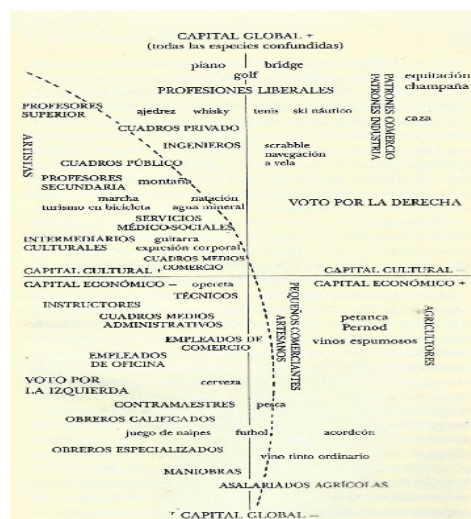 CAPITAL GLOBAL +
(todas las especies confundidas)
piano bridge
golf
equitación
champaña
PROFESIONES LIBERALES
PATRONES COMERCIO
PATRONES INDUSTRIA
PROFESORES
SUPERIOR
ajedrez whisky tenis ski náutico
caza
CUADROS PRIVADO
ARTISTAS
INGENIEROS
scrabble
navegación
a vela
CUADROS PÚBLICO
PROFESORES
SECUNDARIA
montaña
marcha natación
turismo en bicicleta agua mineral
VOTO POR LA DERECHA
SERVICIOS
MÉDICO-SOCIALES
INTERMEDIARIOS
CULTURALES
guitarra
expresión corporal
CUADROS MEDIOS
COMERCIO
CAPITAL CULTURAL + CAPITAL CULTURAL −
CAPITAL ECONÓMICO − opereta CAPITAL ECONÓMICO +
TÉCNICOS
INSTRUCTORES
PEQUEÑOS COMERCIANTES
ARTESANOS
AGRICULTORES
CUADROS MEDIOS
ADMINISTRATIVOS
petanca
Pernod
vinos espumosos
EMPLEADOS DE
COMERCIO
EMPLEADOS
DE OFICINA
VOTO POR
LA IZQUIERDA
cerveza
CONTRAMAESTRES pesca
OBREROS CALIFICADOS
juego de naipes futbol acordeón
OBREROS ESPECIALIZADOS
vino tinto ordinario
MANIOBRAS
ASALARIADOS AGRÍCOLAS
CAPITAL GLOBAL −